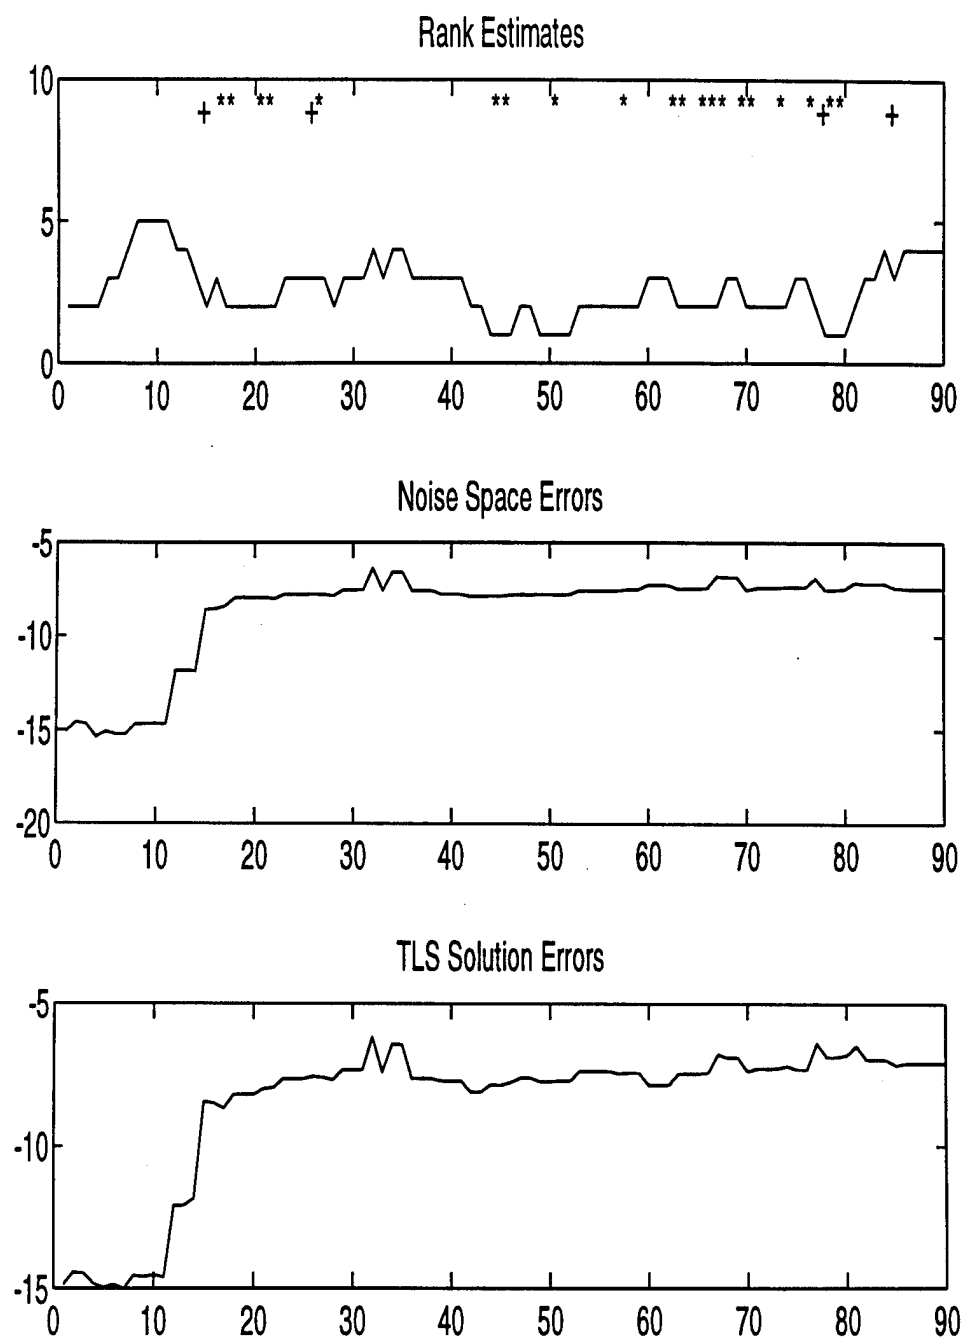 Rank Estimates
10
** ** * ** * * ** *** ** * * **
+ + + +
5
0
0 10 20 30 40 50 60 70 80 90
Noise Space Errors
-5
-10
-15
-20
0 10 20 30 40 50 60 70 80 90
TLS Solution Errors
-5
-10
-15
0 10 20 30 40 50 60 70 80 90